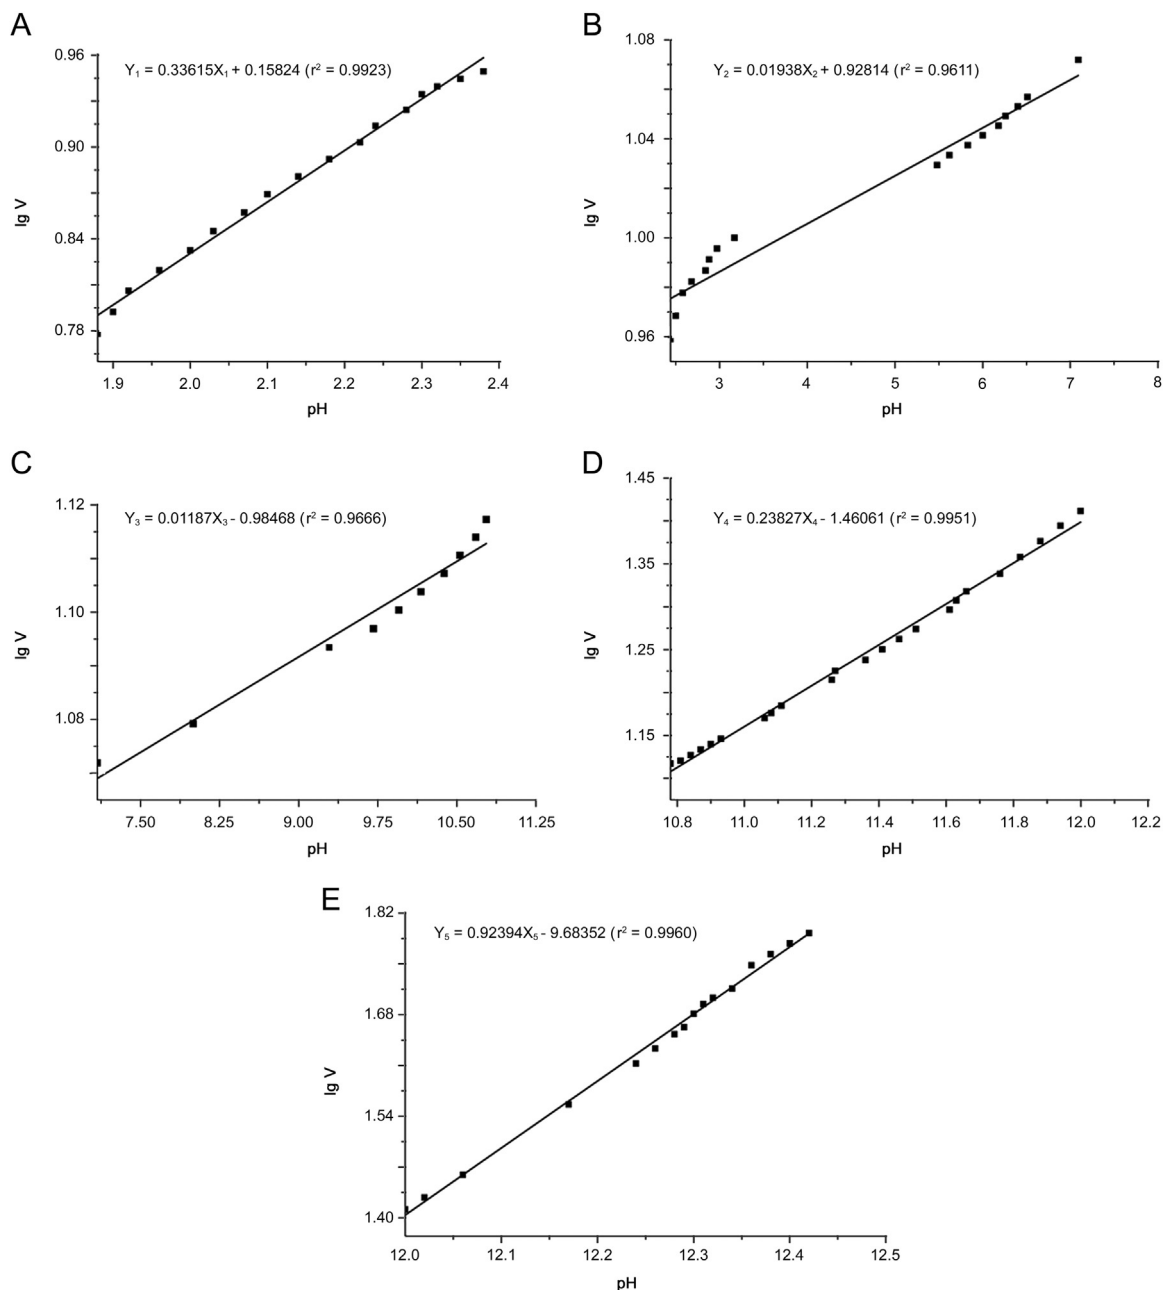 A
Y₁ = 0.33615X₁ + 0.15824 (r² = 0.9923)
0.96
0.90
0.84
0.78
lg V
1.9 2.0 2.1 2.2 2.3 2.4
pH
B
Y₂ = 0.01938X₂ + 0.92814 (r² = 0.9611)
1.08
1.04
1.00
0.96
lg V
3 4 5 6 7 8
pH
C
Y₃ = 0.01187X₃ - 0.98468 (r² = 0.9666)
1.12
1.10
1.08
lg V
7.50 8.25 9.00 9.75 10.50 11.25
pH
D
Y₄ = 0.23827X₄ - 1.46061 (r² = 0.9951)
1.45
1.35
1.25
1.15
lg V
10.8 11.0 11.2 11.4 11.6 11.8 12.0 12.2
pH
E
Y₅ = 0.92394X₅ - 9.68352 (r² = 0.9960)
1.82
1.68
1.54
1.40
lg V
12.0 12.1 12.2 12.3 12.4 12.5
pH